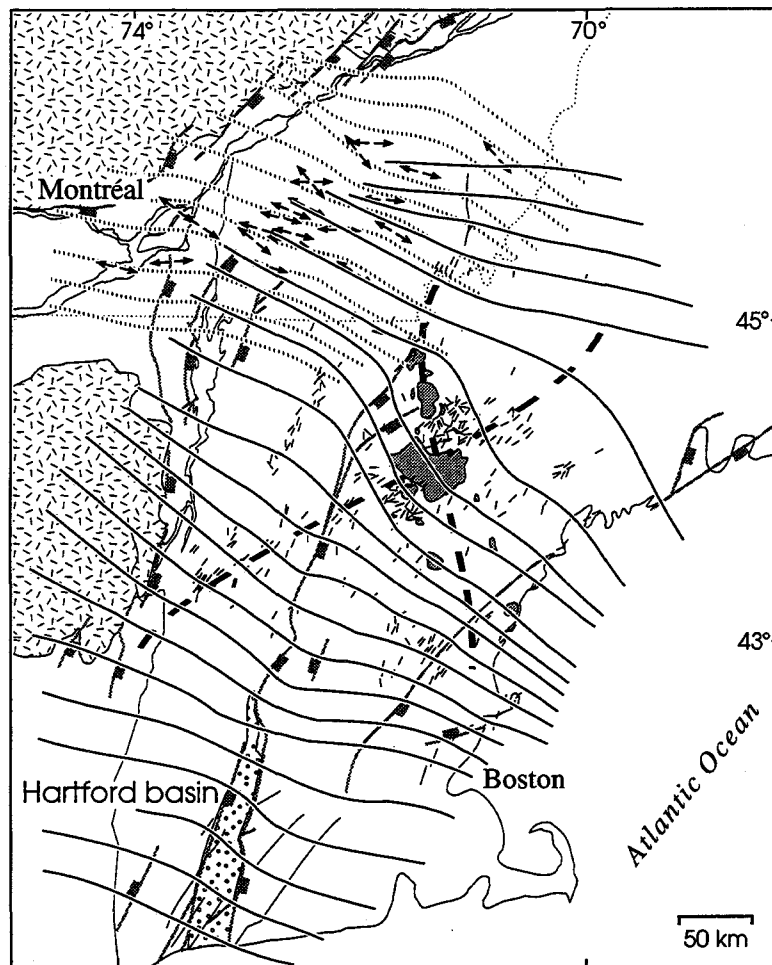 74°
70°
Montréal
45°
43°
Boston
Hartford basin
Atlantic Ocean
50 km